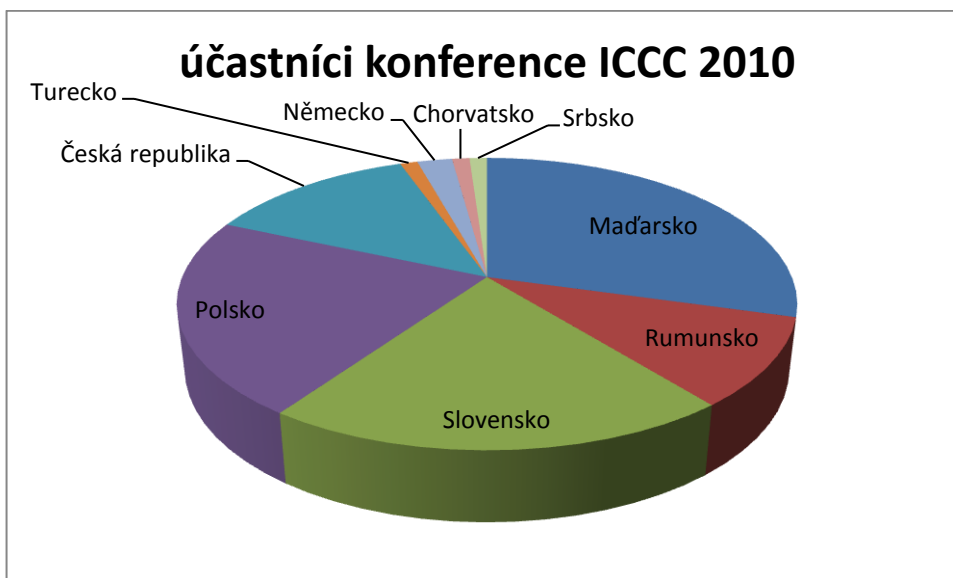 účastníci konference ICCC 2010
Turecko
Německo
Chorvatsko
Srbsko
Česká republika
Maďarsko
Polsko
Rumunsko
Slovensko